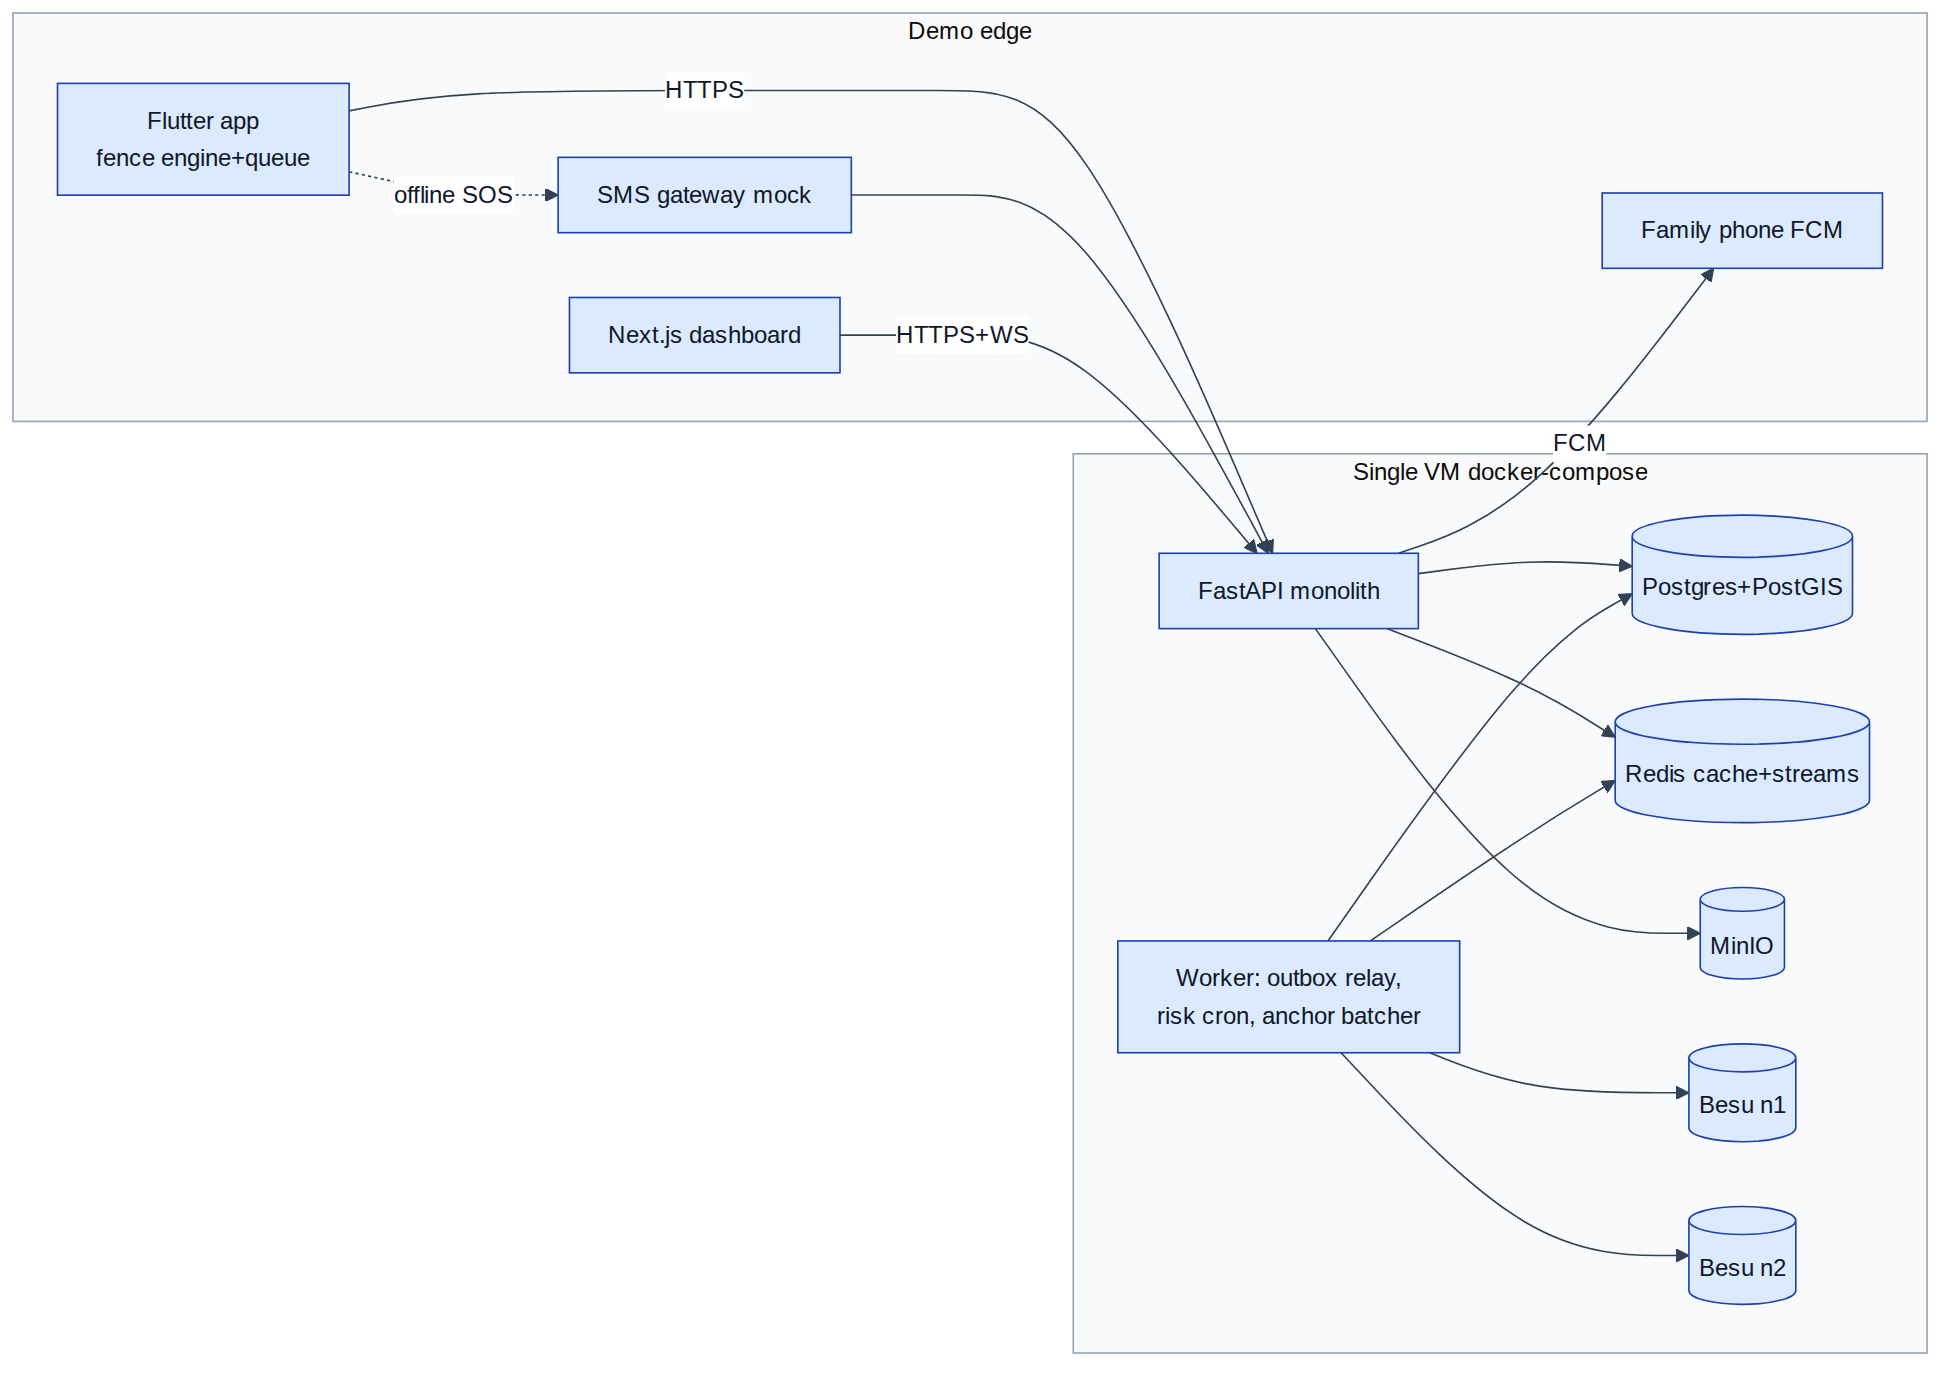 Demo edge
HTTPS
Flutter app
fence engine+queue
offline SOS
SMS gateway mock
Family phone FCM
Next.js dashboard
HTTPS+WS
FCM
Single VM docker-compose
FastAPI monolith
Postgres+PostGIS
Redis cache+streams
MinIO
Worker: outbox relay,
risk cron, anchor batcher
Besu n1
Besu n2